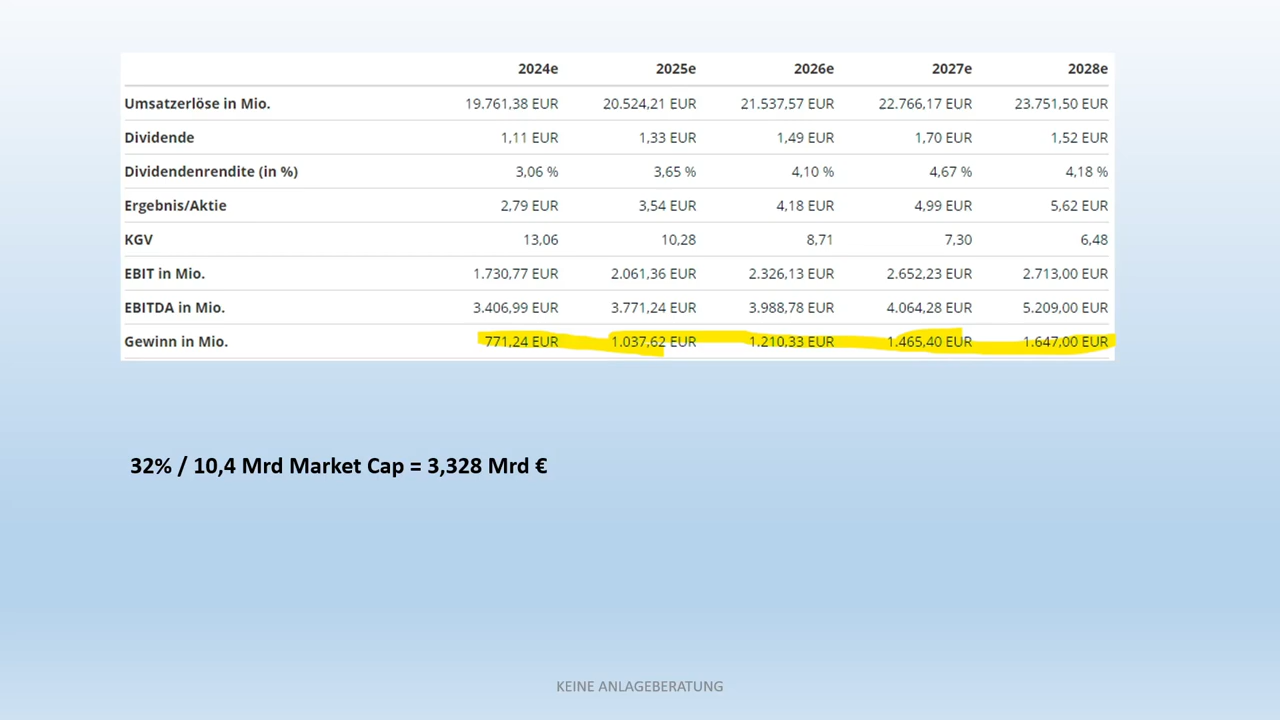 2024e 2025e 2026e 2027e 2028e
Umsatzerlöse in Mio. 19.761,38 EUR 20.524,21 EUR 21.537,57 EUR 22.766,17 EUR 23.751,50 EUR
Dividende 1,11 EUR 1,33 EUR 1,49 EUR 1,70 EUR 1,52 EUR
Dividendenrendite (in %) 3,06 % 3,65 % 4,10 % 4,67 % 4,18 %
Ergebnis/Aktie 2,79 EUR 3,54 EUR 4,18 EUR 4,99 EUR 5,62 EUR
KGV 13,06 10,28 8,71 7,30 6,48
EBIT in Mio. 1.730,77 EUR 2.061,36 EUR 2.326,13 EUR 2.652,23 EUR 2.713,00 EUR
EBITDA in Mio. 3.406,99 EUR 3.771,24 EUR 3.988,78 EUR 4.064,28 EUR 5.209,00 EUR
Gewinn in Mio. 771,24 EUR 1.037,62 EUR 1.210,33 EUR 1.465,40 EUR 1.647,00 EUR
32% / 10,4 Mrd Market Cap = 3,328 Mrd €
KEINE ANLAGEBERATUNG